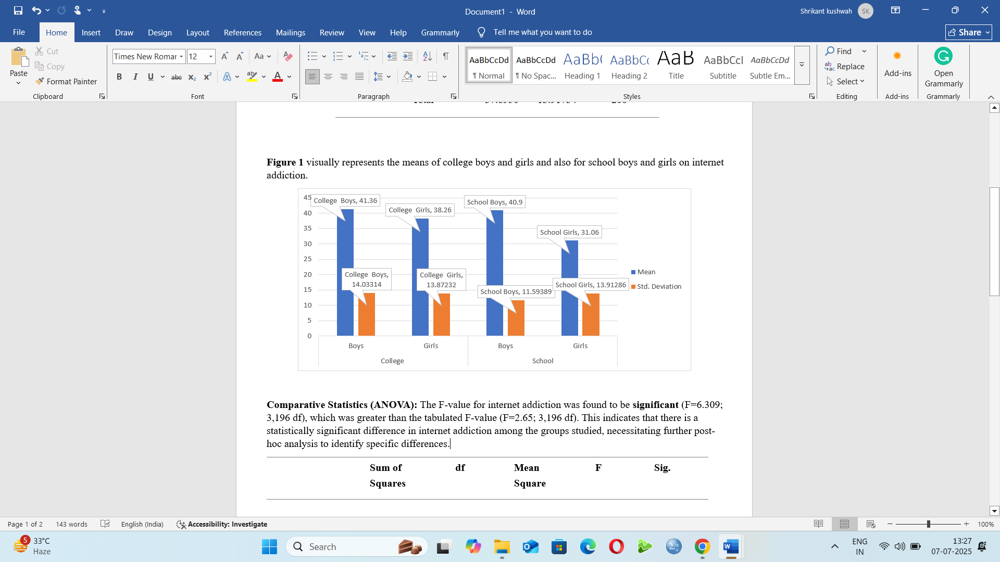 Document1 - Word
Shrikant kushwah SK
File Home Insert Draw Design Layout References Mailings Review View Help Grammarly Tell me what you want to do Share
Paste
Cut
Copy
Format Painter
Clipboard
Times New Romar 12
Aa
B I U abc x₂ x² A ab A
Font
Paragraph
AaBbCcDd AaBbCcDd AaBb( AaBbCc AaB AaBbCcl AaBbCcDd
¶ Normal ¶ No Spac... Heading 1 Heading 2 Title Subtitle Subtle Em...
Styles
Find
Replace
Select
Editing
Add-ins
Add-ins
Open
Grammarly
Grammarly
Figure 1 visually represents the means of college boys and girls and also for school boys and girls on internet
addiction.
45
40
35
30
25
20
15
10
5
0
College Boys, 41.36
College Girls, 38.26
School Boys, 40.9
School Girls, 31.06
College Boys,
14.03314
College Girls,
13.87232
School Boys, 11.59389
School Girls, 13.91286
Mean
Std. Deviation
Boys Girls Boys Girls
College School
Comparative Statistics (ANOVA): The F-value for internet addiction was found to be significant (F=6.309;
3,196 df), which was greater than the tabulated F-value (F=2.65; 3,196 df). This indicates that there is a
statistically significant difference in internet addiction among the groups studied, necessitating further post-
hoc analysis to identify specific differences.
Sum of df Mean F Sig.
Squares Square
Page 1 of 2 143 words English (India) Accessibility: Investigate 100%
5 33°C
Haze
Search
ENG
IN
13:27
07-07-2025